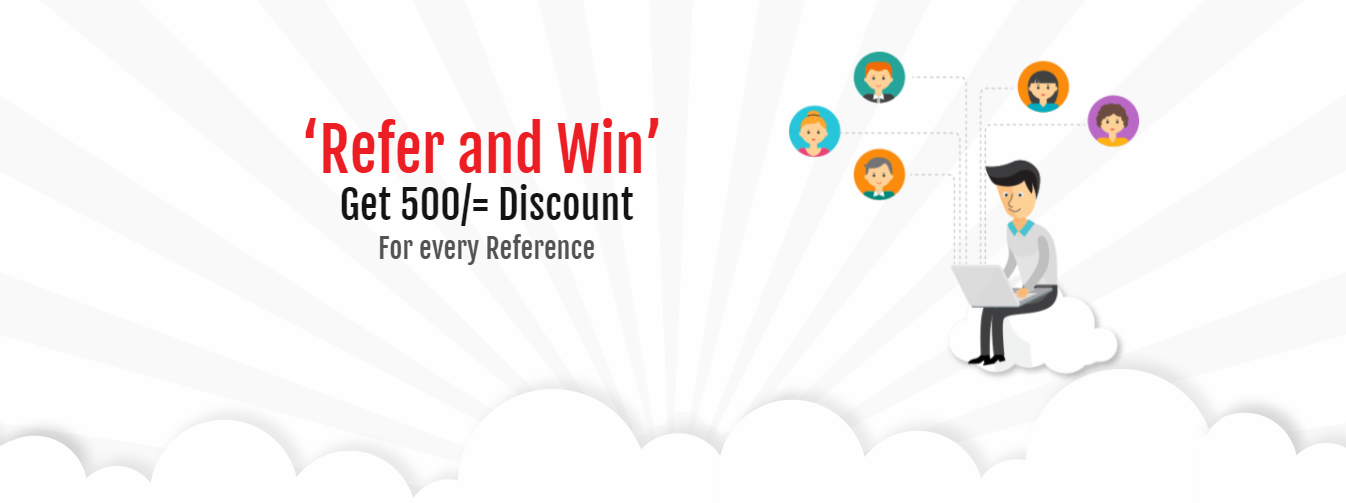 ‘Refer and Win’
Get 500/= Discount
For every Reference